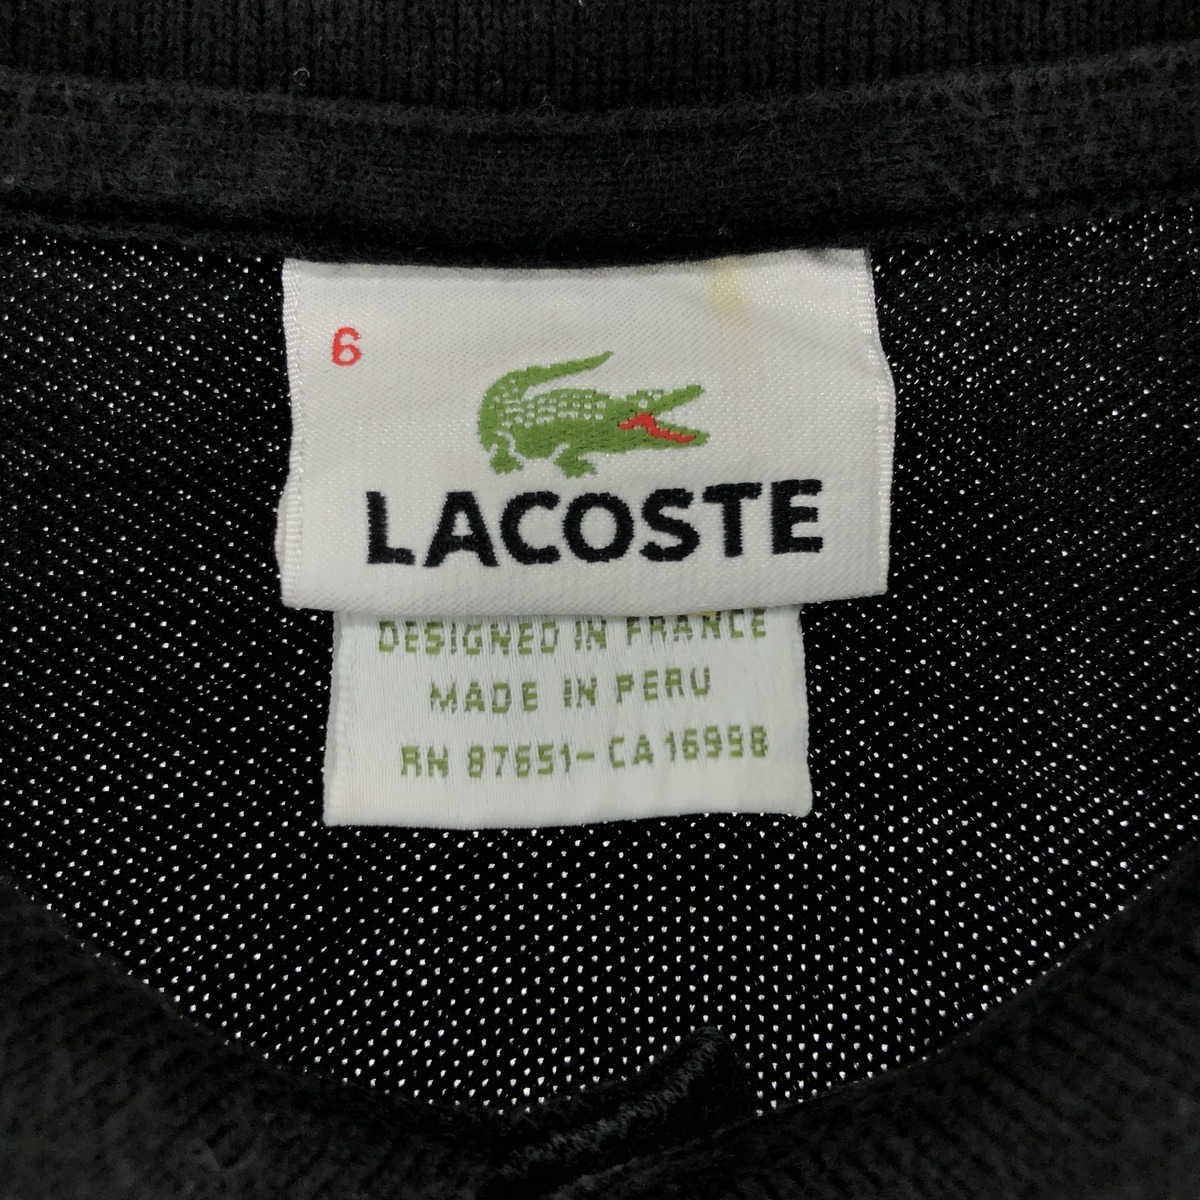 6
LACOSTE
DESIGNED IN FRANCE
MADE IN PERU
RN 87651-CA 16998